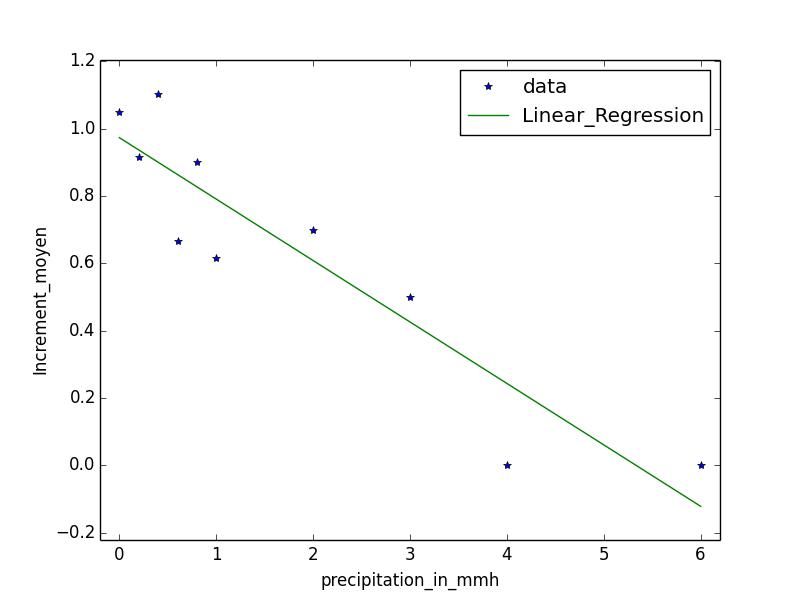 1.2
1.0
0.8
0.6
0.4
0.2
0.0
−0.2
Increment_moyen
data
Linear_Regression
0 1 2 3 4 5 6
precipitation_in_mmh